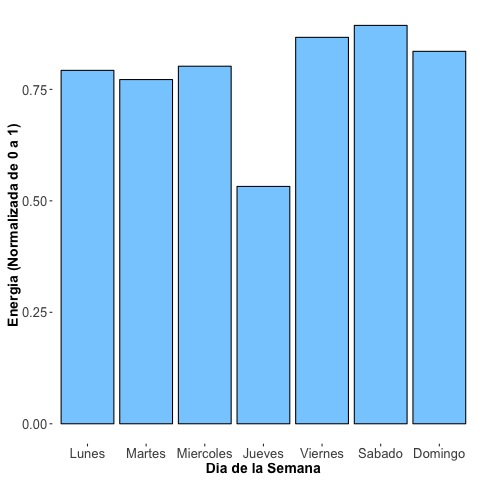 Energia (Normalizada de 0 a 1)
0.75
0.50
0.25
0.00
Lunes Martes Miercoles Jueves Viernes Sabado Domingo
Dia de la Semana